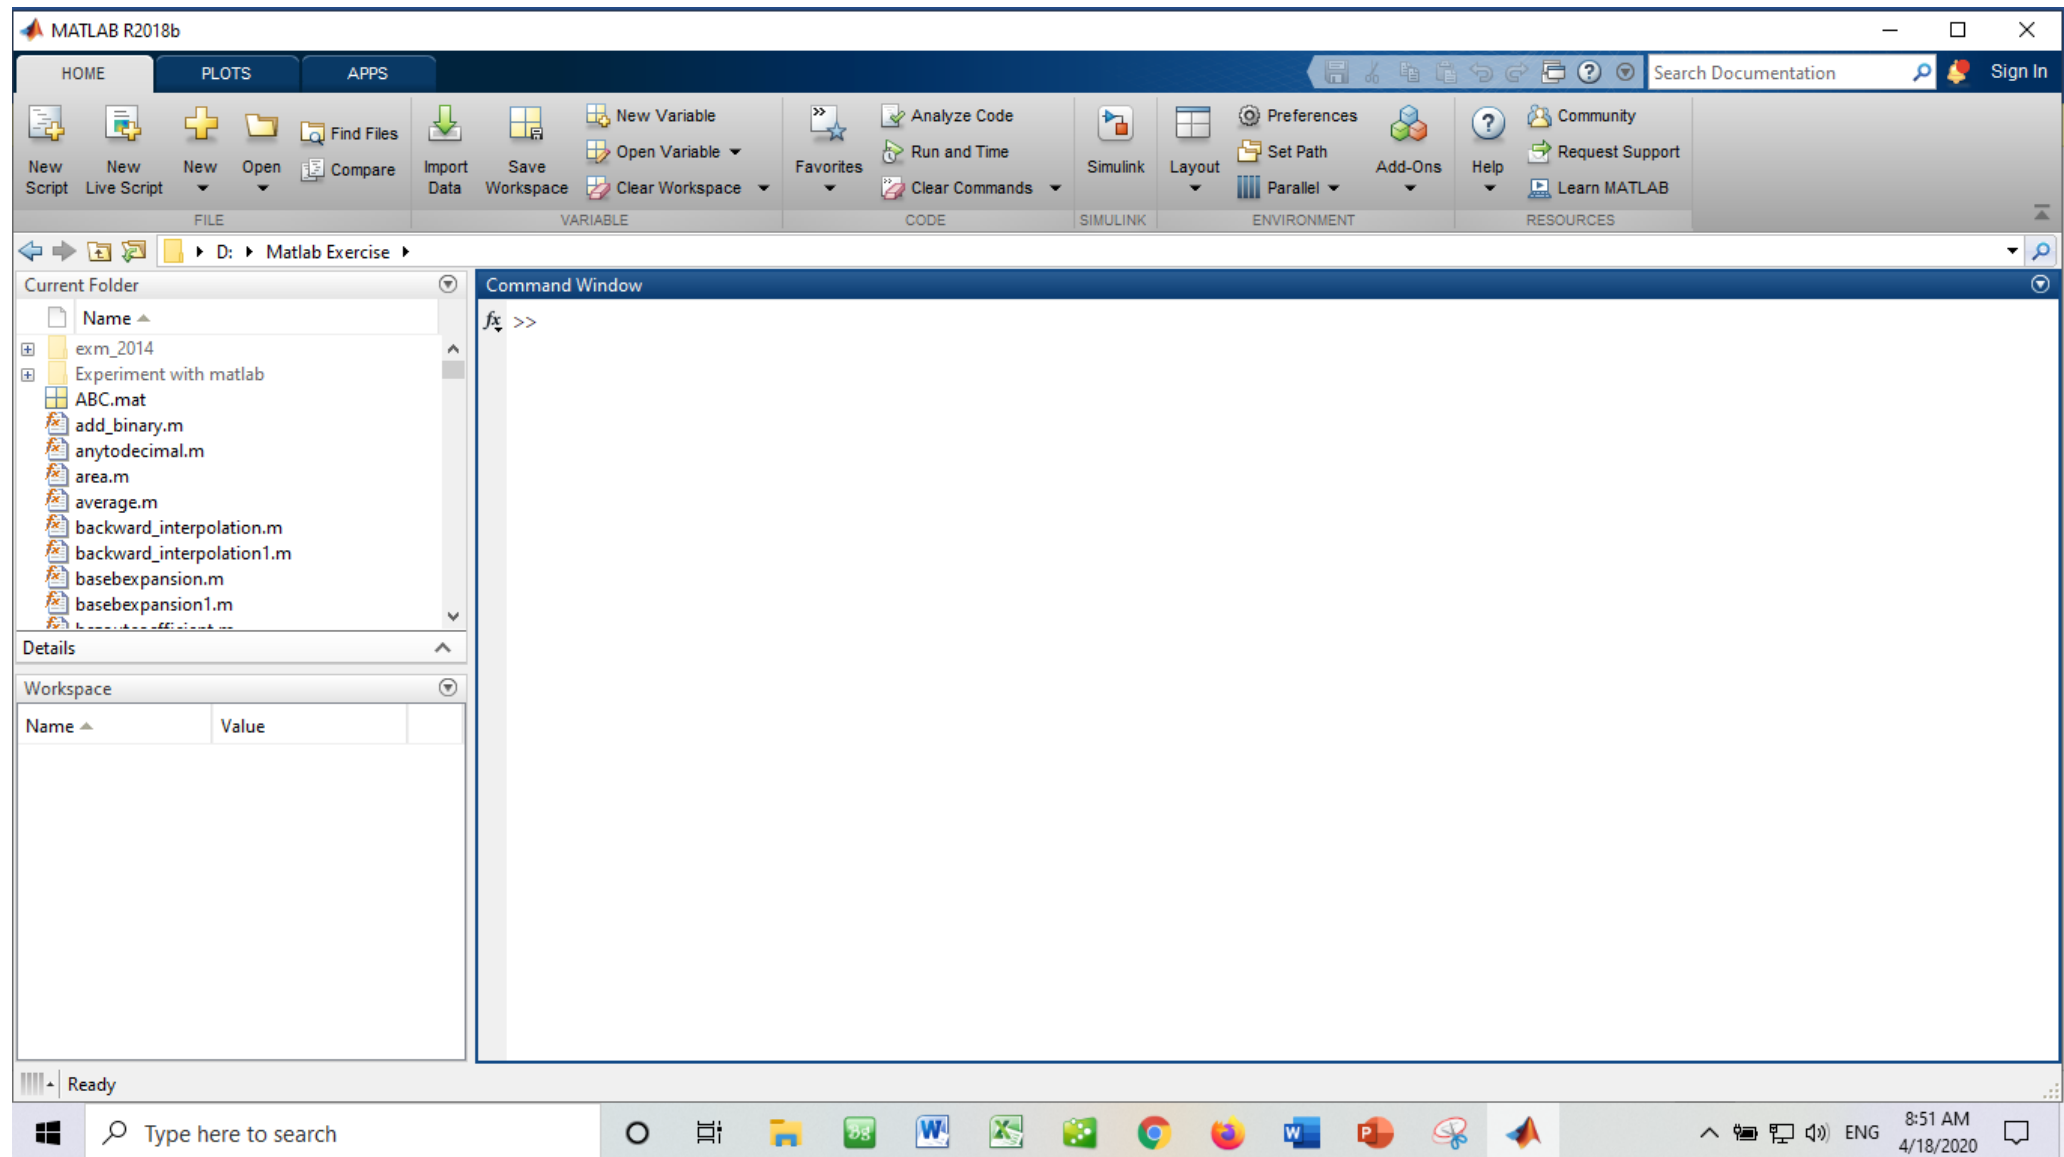 MATLAB R2018b
HOME PLOTS APPS Search Documentation Sign In
New Script New Live Script New Open Find Files Compare
FILE
Import Data Save Workspace New Variable Open Variable Clear Workspace
VARIABLE
Favorites Analyze Code Run and Time Clear Commands
CODE
Simulink
SIMULINK
Layout Preferences Set Path Parallel Add-Ons
ENVIRONMENT
Help Community Request Support Learn MATLAB
RESOURCES
D: Matlab Exercise
Current Folder
Name
exm_2014
Experiment with matlab
ABC.mat
add_binary.m
anytodecimal.m
area.m
average.m
backward_interpolation.m
backward_interpolation1.m
basebexpansion.m
basebexpansion1.m
Details
Workspace
Name Value
Command Window
fx >>
Ready
Type here to search
ENG
8:51 AM
4/18/2020